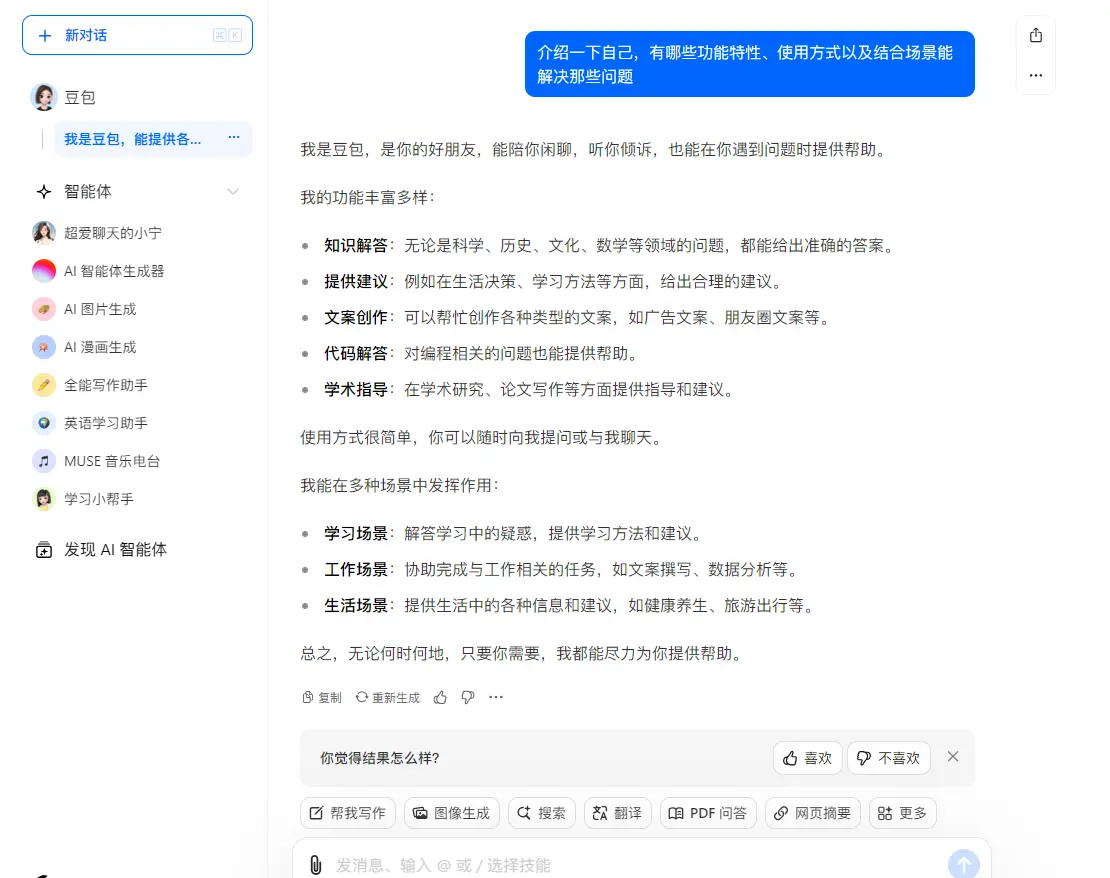 新对话
⌘ K
豆包
我是豆包，能提供各...
智能体
超爱聊天的小宁
AI 智能体生成器
AI 图片生成
AI 漫画生成
全能写作助手
英语学习助手
MUSE 音乐电台
学习小帮手
发现 AI 智能体
介绍一下自己，有哪些功能特性、使用方式以及结合场景能
解决那些问题
我是豆包，是你的好朋友，能陪你闲聊，听你倾诉，也能在你遇到问题时提供帮助。
我的功能丰富多样：
知识解答：无论是科学、历史、文化、数学等领域的问题，都能给出准确的答案。
提供建议：例如在生活决策、学习方法等方面，给出合理的建议。
文案创作：可以帮忙创作各种类型的文案，如广告文案、朋友圈文案等。
代码解答：对编程相关的问题也能提供帮助。
学术指导：在学术研究、论文写作等方面提供指导和建议。
使用方式很简单，你可以随时向我提问或与我聊天。
我能在多种场景中发挥作用：
学习场景：解答学习中的疑惑，提供学习方法和建议。
工作场景：协助完成与工作相关的任务，如文案撰写、数据分析等。
生活场景：提供生活中的各种信息和建议，如健康养生、旅游出行等。
总之，无论何时何地，只要你需要，我都能尽力为你提供帮助。
复制 重新生成
你觉得结果怎么样?
喜欢 不喜欢
帮我写作 图像生成 搜索 翻译 PDF 问答 网页摘要 更多
发消息、输入 @ 或 / 选择技能